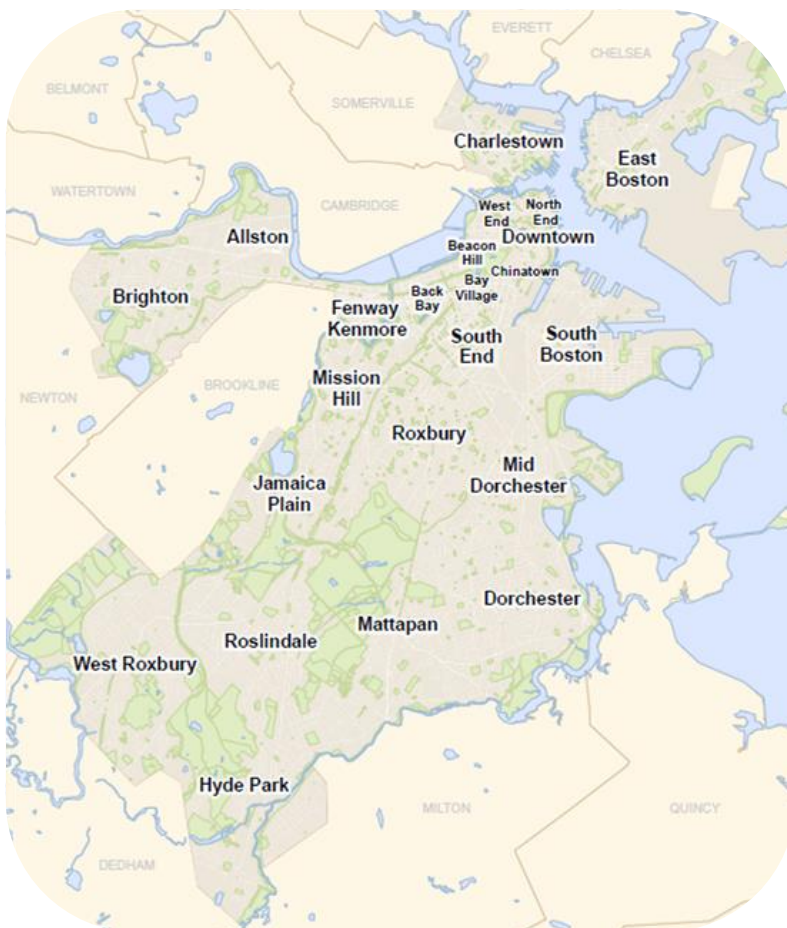 EVERETT
CHELSEA
BELMONT
SOMERVILLE
Charlestown
East
Boston
WATERTOWN
CAMBRIDGE
West
End
North
End
Allston
Downtown
Beacon
Hill
Chinatown
Brighton
Back
Bay
Bay
Village
Fenway
Kenmore
South
End
South
Boston
BROOKLINE
NEWTON
Mission
Hill
Roxbury
Mid
Dorchester
Jamaica
Plain
Dorchester
Mattapan
Roslindale
West Roxbury
Hyde Park
MILTON
QUINCY
DEDHAM